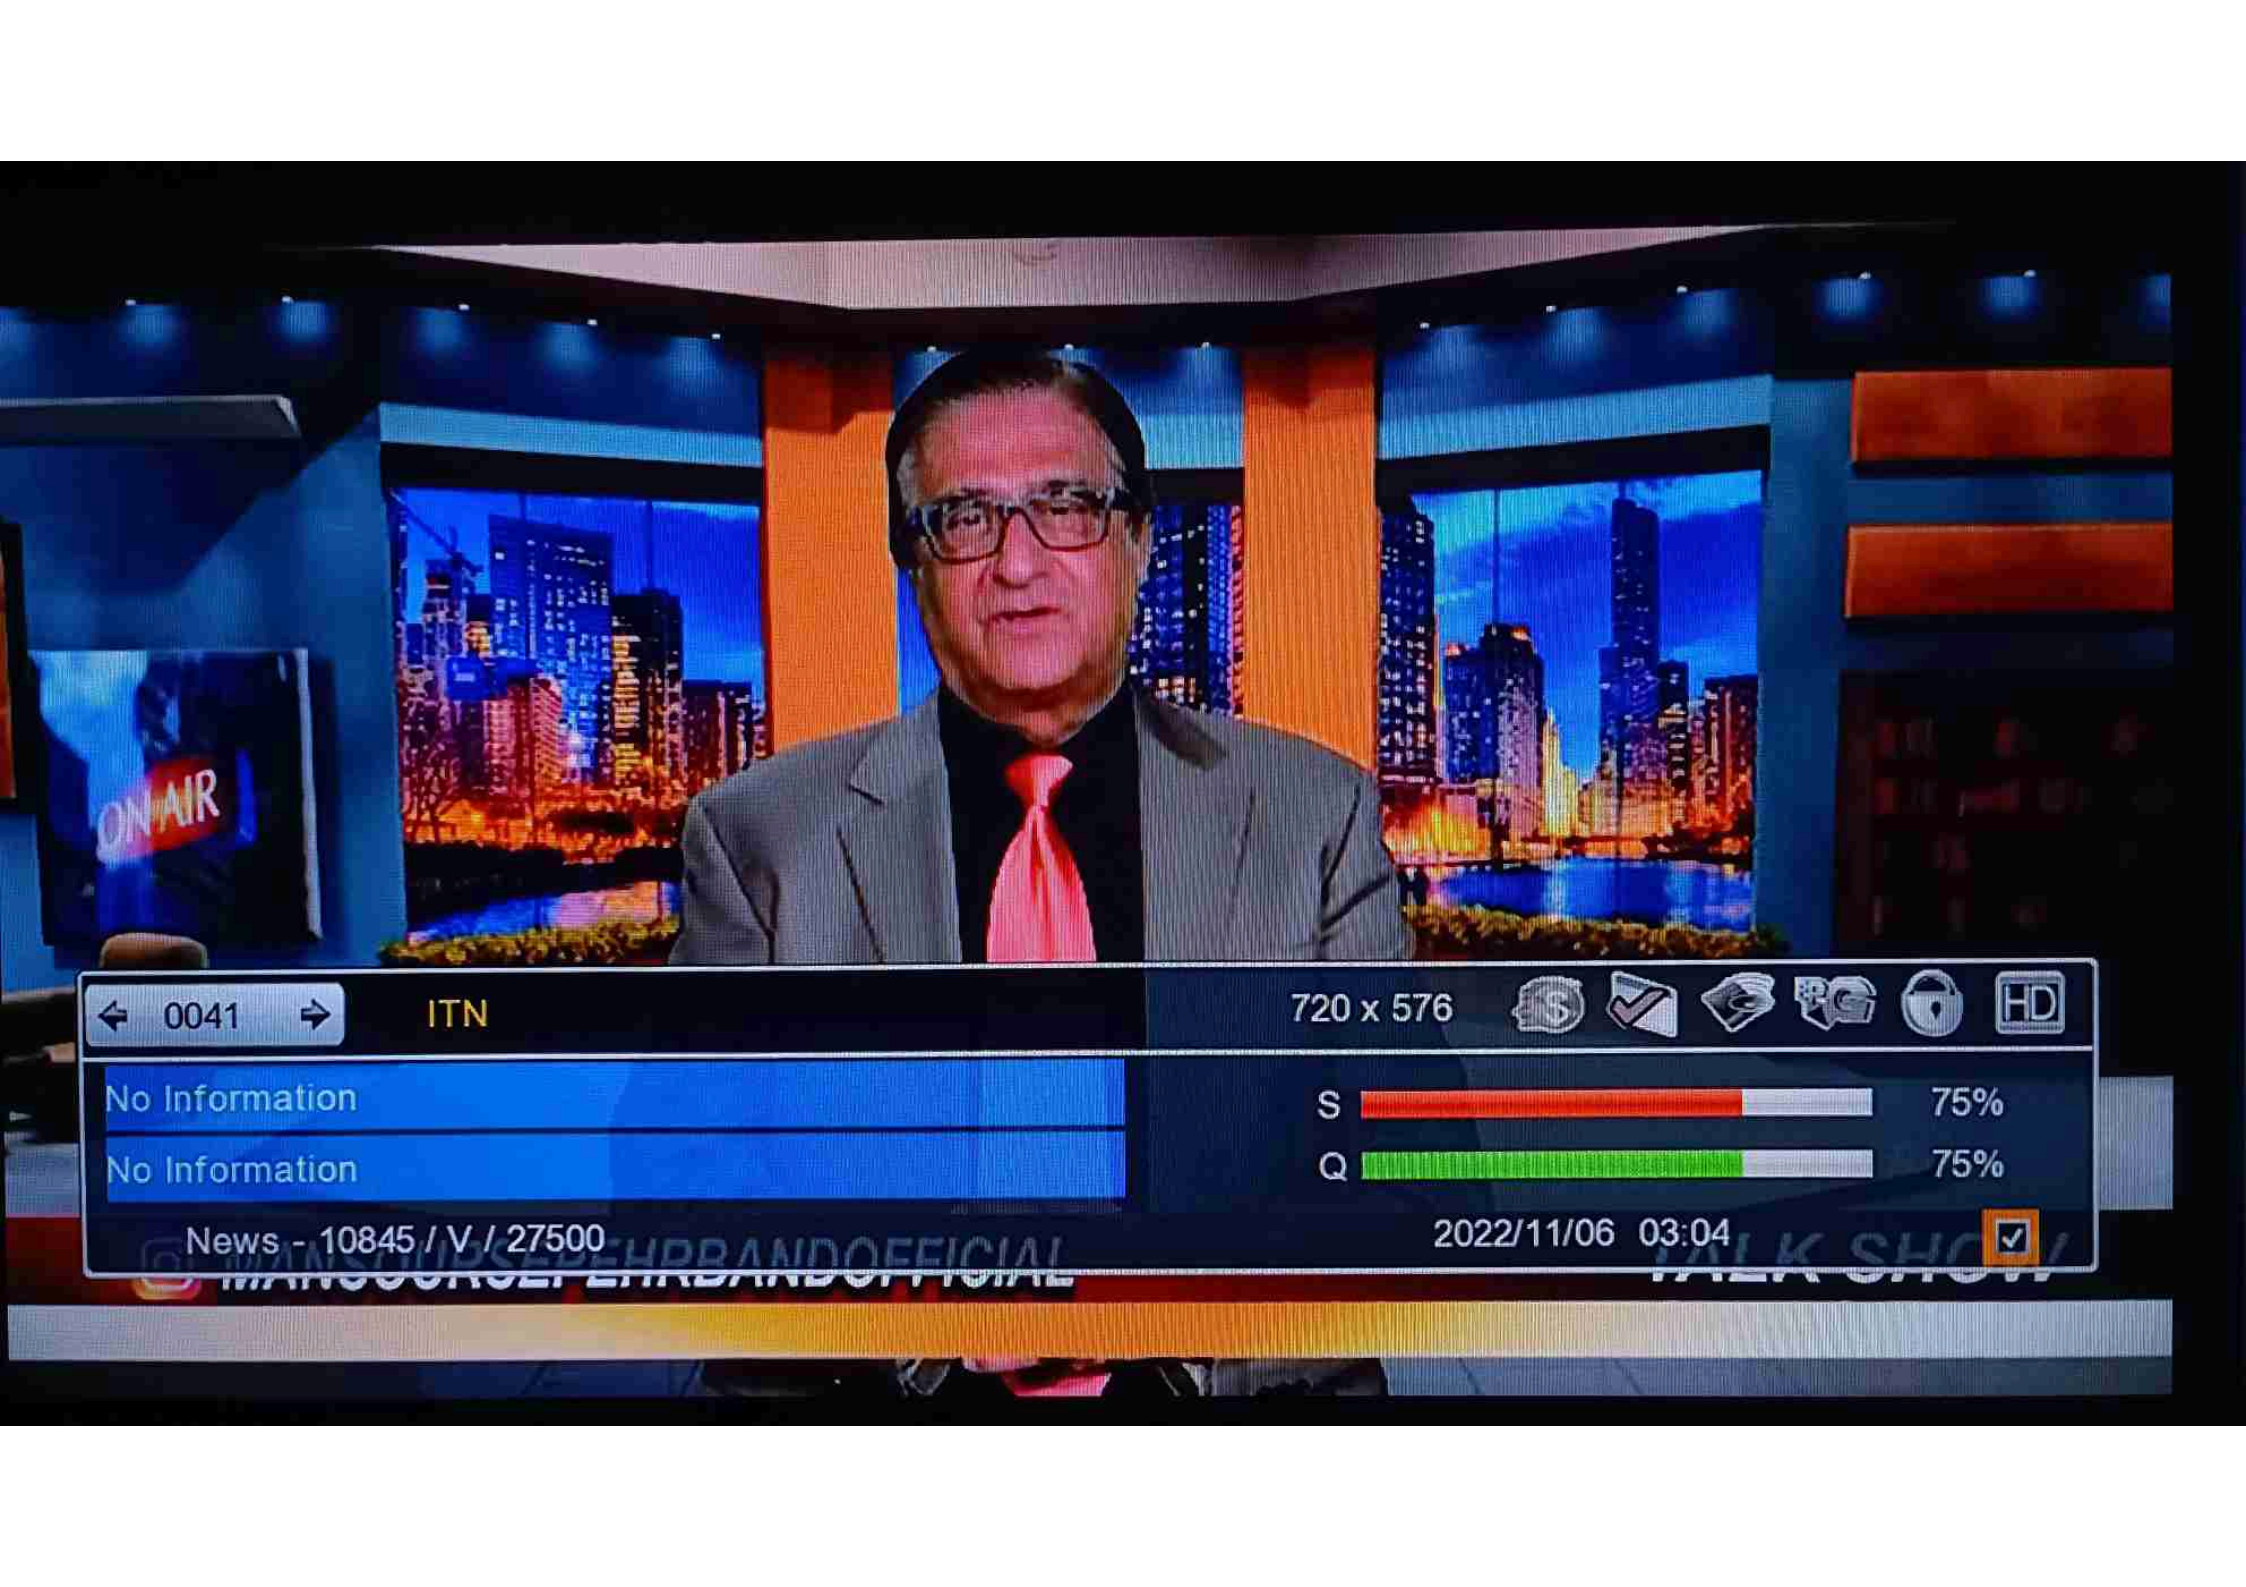 ON AIR
0041 ITN 720 x 576 HD
No Information S 75%
No Information Q 75%
News - 10845 / V / 27500 2022/11/06 03:04
MANSOURSEPEHRBANDOFFICIAL TALK SHOW